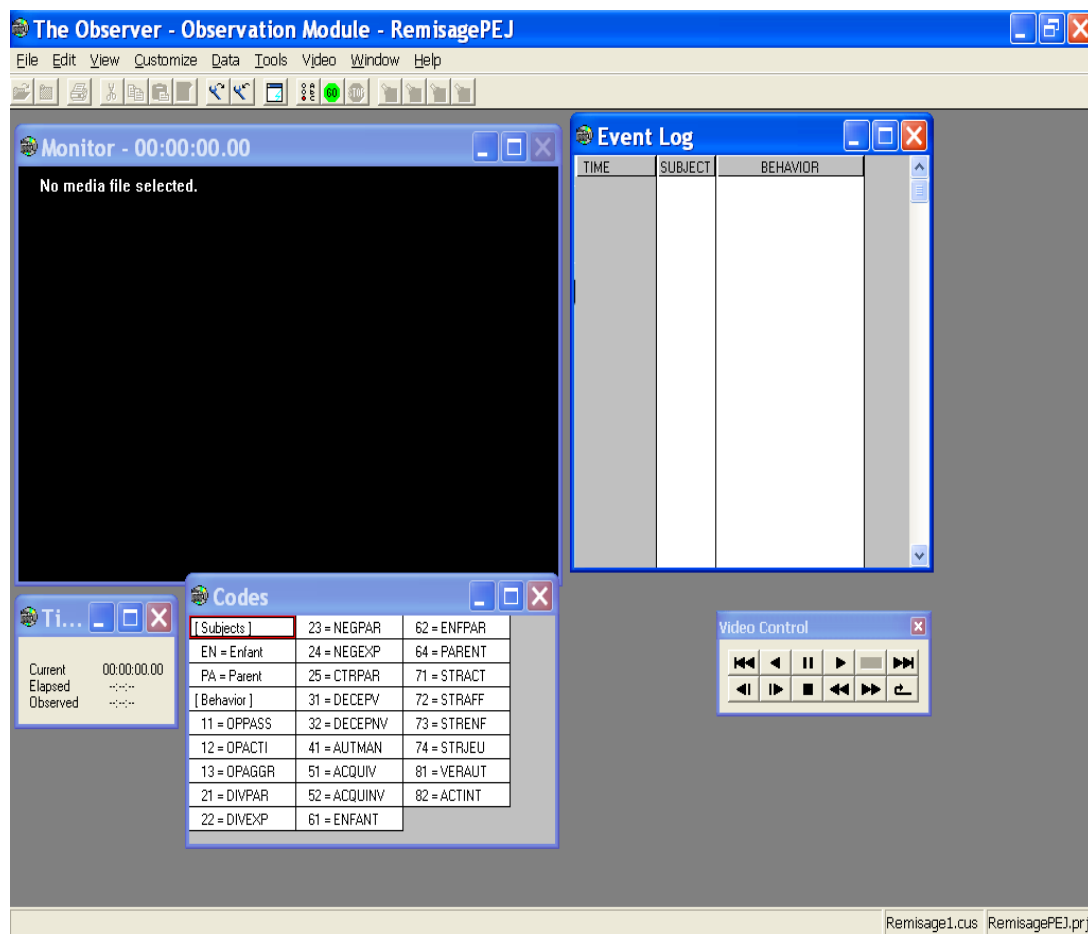 The Observer - Observation Module - RemisagePEJ
File Edit View Customize Data Tools Video Window Help
GO STOP
Monitor - 00:00:00.00
No media file selected.
Event Log
TIME SUBJECT BEHAVIOR
Ti...
Current 00:00:00.00
Elapsed --:--:--
Observed --:--:--
Codes
[ Subjects ] 23 = NEGPAR 62 = ENFPAR
EN = Enfant 24 = NEGEXP 64 = PARENT
PA = Parent 25 = CTRPAR 71 = STRACT
[ Behavior ] 31 = DECEPV 72 = STRAFF
11 = OPPASS 32 = DECEPNV 73 = STRENF
12 = OPACTI 41 = AUTMAN 74 = STRJEU
13 = OPAGGR 51 = ACQUIV 81 = VERAUT
21 = DIVPAR 52 = ACQUINV 82 = ACTINT
22 = DIVEXP 61 = ENFANT
Video Control
Remisage1.cus RemisagePEJ.prj